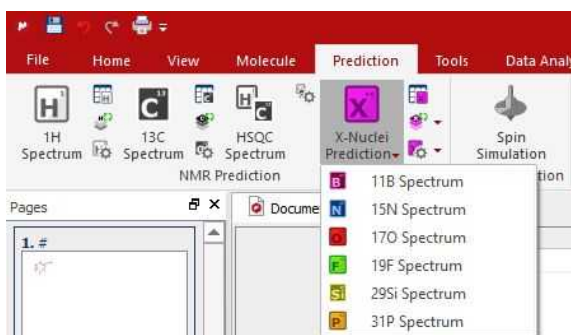 File Home View Molecule Prediction Tools Data Analy
H C H C X
1H Spectrum
13C Spectrum
HSQC Spectrum
X-Nuclei Prediction
Spin Simulation
NMR Prediction
tion
Pages
Docume
1. #
B 11B Spectrum
N 15N Spectrum
O 17O Spectrum
F 19F Spectrum
Si 29Si Spectrum
P 31P Spectrum